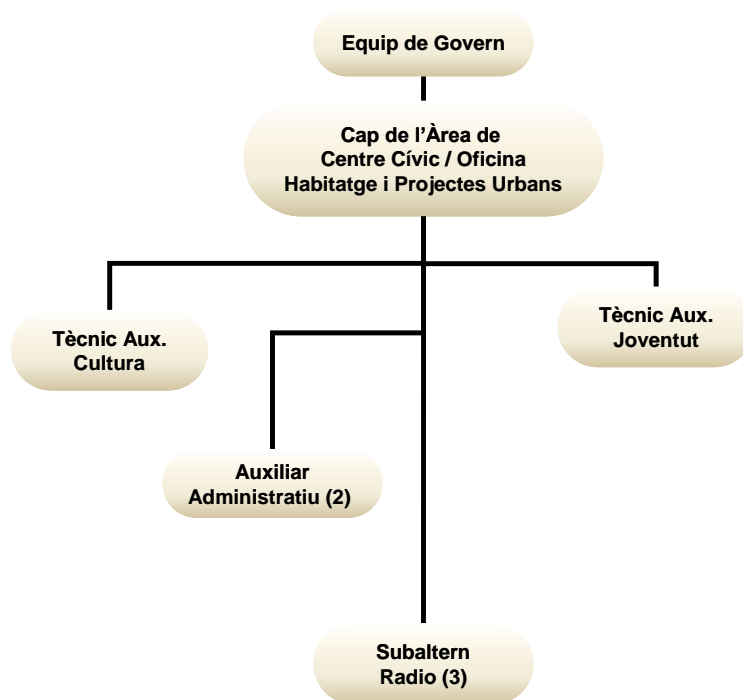 Equip de Govern
Cap de l'Àrea de
Centre Cívic / Oficina
Habitatge i Projectes Urbans
Tècnic Aux.
Cultura
Tècnic Aux.
Joventut
Auxiliar
Administratiu (2)
Subaltern
Radio (3)